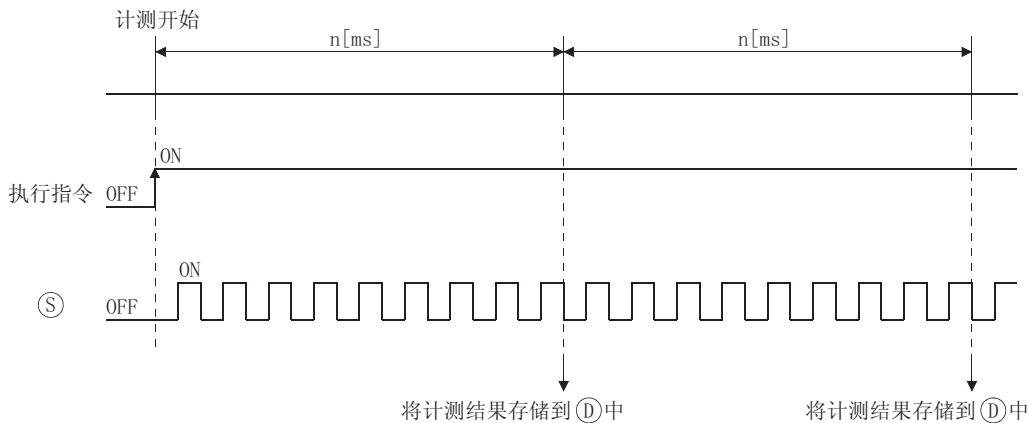 计测开始
n[ms] n[ms]
ON
执行指令 OFF
ON
Ⓢ OFF
将计测结果存储到Ⓓ中 将计测结果存储到Ⓓ中